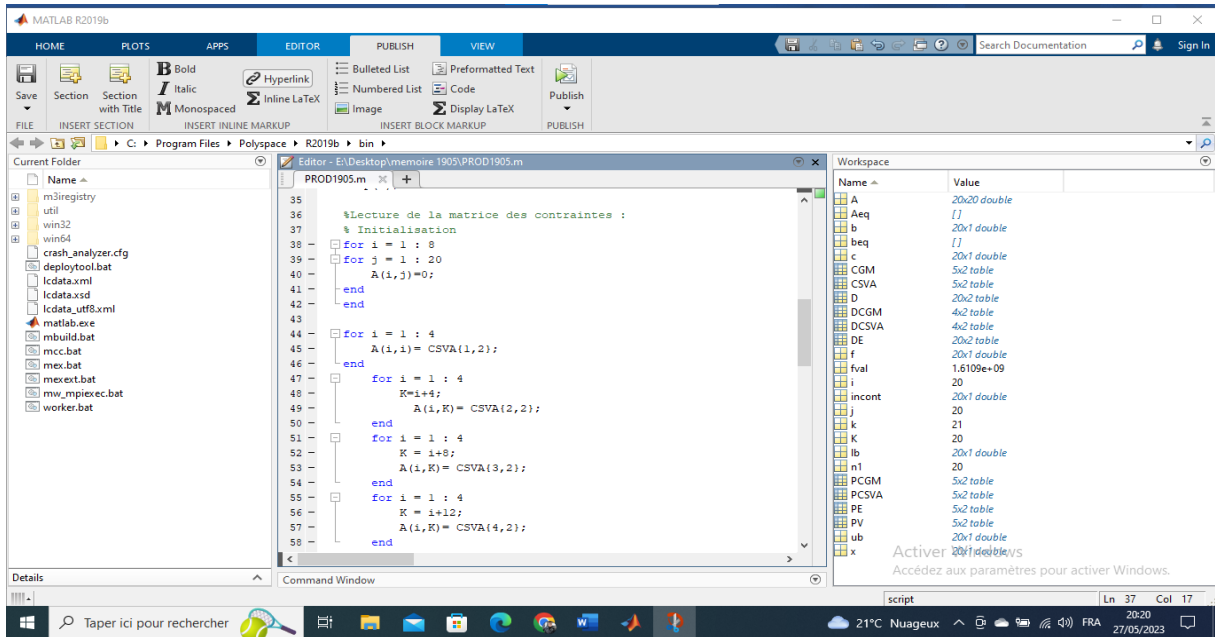 MATLAB R2019b
HOME PLOTS APPS EDITOR PUBLISH VIEW Search Documentation Sign In
Save Section Section with Title B Bold I Italic M Monospaced Hyperlink Σ Inline LaTeX Bulleted List Numbered List Image Preformatted Text Code Σ Display LaTeX Publish
FILE INSERT SECTION INSERT INLINE MARKUP INSERT BLOCK MARKUP PUBLISH
C: ▸ Program Files ▸ Polyspace ▸ R2019b ▸ bin ▸
Current Folder
Name
m3iregistry
util
win32
win64
crash_analyzer.cfg
deploytool.bat
lcdata.xml
lcdata.xsd
lcdata_utf8.xml
matlab.exe
mbuild.bat
mcc.bat
mex.bat
mexext.bat
mw_mpiexec.bat
worker.bat
Details
Editor - E:\Desktop\memoire 1905\PROD1905.m
PROD1905.m
35
36 %Lecture de la matrice des contraintes :
37 % Initialisation
38 - for i = 1 : 8
39 - for j = 1 : 20
40 - A(i,j)=0;
41 - end
42 - end
43
44 - for i = 1 : 4
45 - A(i,i)= CSVA{1,2};
46 - end
47 - for i = 1 : 4
48 - K=i+4;
49 - A(i,K)= CSVA{2,2};
50 - end
51 - for i = 1 : 4
52 - K = i+8;
53 - A(i,K)= CSVA{3,2};
54 - end
55 - for i = 1 : 4
56 - K = i+12;
57 - A(i,K)= CSVA{4,2};
58 - end
Command Window
Workspace
Name Value
A 20x20 double
Aeq []
b 20x1 double
beq []
c 20x1 double
CGM 5x2 table
CSVA 5x2 table
D 20x2 table
DCGM 4x2 table
DCSVA 4x2 table
DE 20x2 table
f 20x1 double
fval 1.6109e+09
i 20
incont 20x1 double
j 20
k 21
K 20
lb 20x1 double
n1 20
PCGM 5x2 table
PCSVA 5x2 table
PE 5x2 table
PV 5x2 table
ub 20x1 double
x 20x1 double
Activer Windows
Accédez aux paramètres pour activer Windows.
script Ln 37 Col 17
Taper ici pour rechercher
21°C Nuageux FRA 20:20
27/05/2023